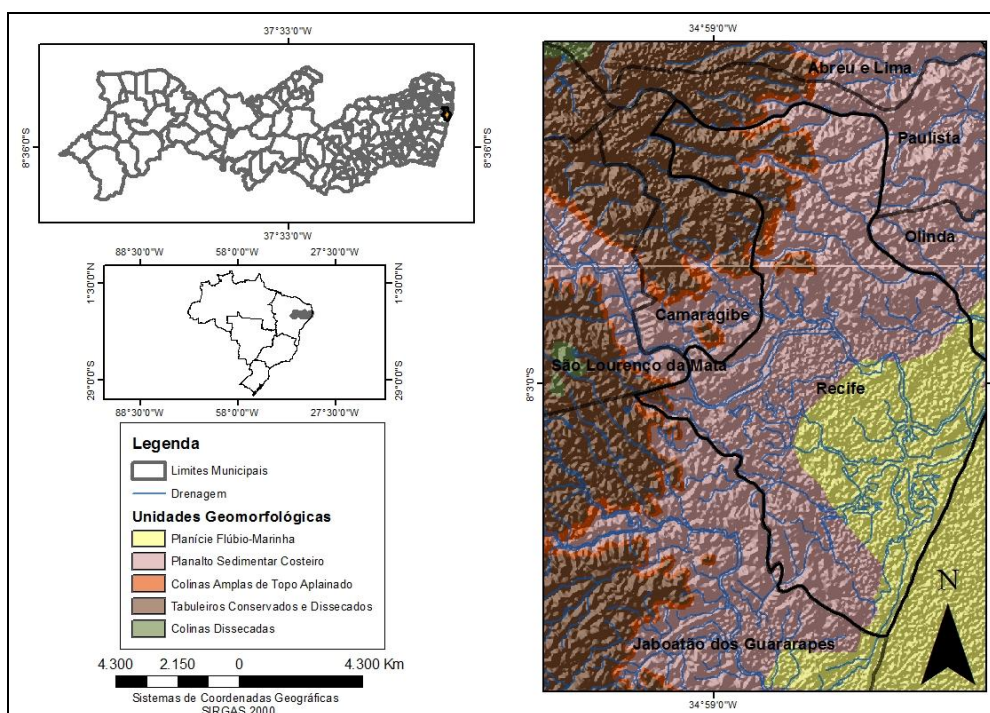 37°33'0"W
8°36'0"S
8°36'0"S
37°33'0"W
88°30'0"W 58°0'0"W 27°30'0"W
1°30'0"N
1°30'0"N
29°0'0"S
29°0'0"S
88°30'0"W 58°0'0"W 27°30'0"W
Legenda
Limites Municipais
Drenagem
Unidades Geomorfológicas
Planície Flúbio-Marinha
Planalto Sedimentar Costeiro
Colinas Amplas de Topo Aplainado
Tabuleiros Conservados e Dissecados
Colinas Dissecadas
4.300 2.150 0 4.300 Km
Sistemas de Coordenadas Geográficas
SIRGAS 2000
34°59'0"W
Abreu e Lima
Paulista
Olinda
Camaragibe
São Lourenço da Mata
Recife
8°3'0"S
8°3'0"S
N
Jaboatão dos Guararapes
34°59'0"W